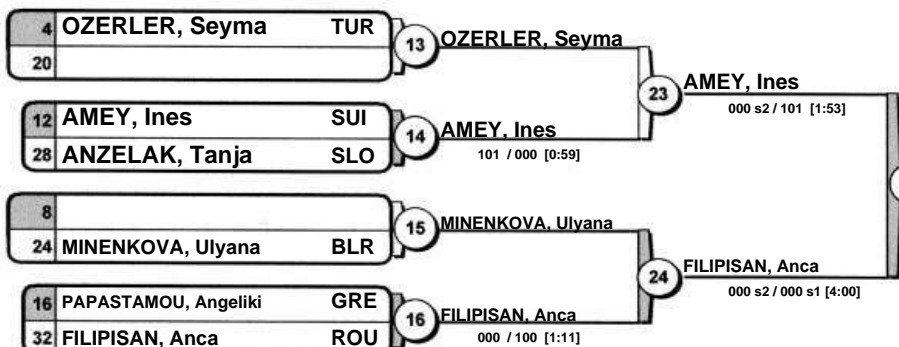 4 OZERLER, Seyma TUR
20
13 OZERLER, Seyma
12 AMEY, Ines SUI
28 ANZELAK, Tanja SLO
14 AMEY, Ines
101 / 000 [0:59]
23 AMEY, Ines
000 s2 / 101 [1:53]
8
24 MINENKOVA, Ulyana BLR
15 MINENKOVA, Ulyana
16 PAPASTAMOU, Angeliki GRE
32 FILIPISAN, Anca ROU
16 FILIPISAN, Anca
000 / 100 [1:11]
24 FILIPISAN, Anca
000 s2 / 000 s1 [4:00]